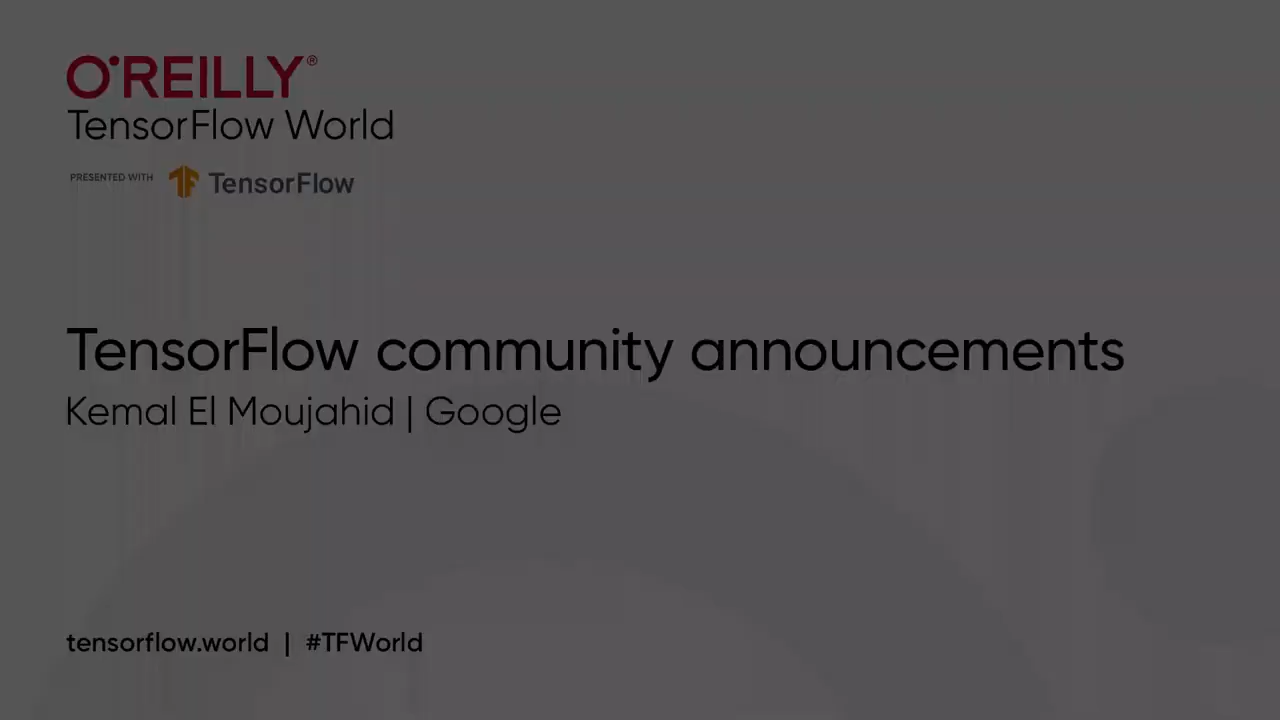 O'REILLY®
TensorFlow World
PRESENTED WITH TensorFlow
TensorFlow community announcements
Kemal El Moujahid | Google
tensorflow.world | #TFWorld